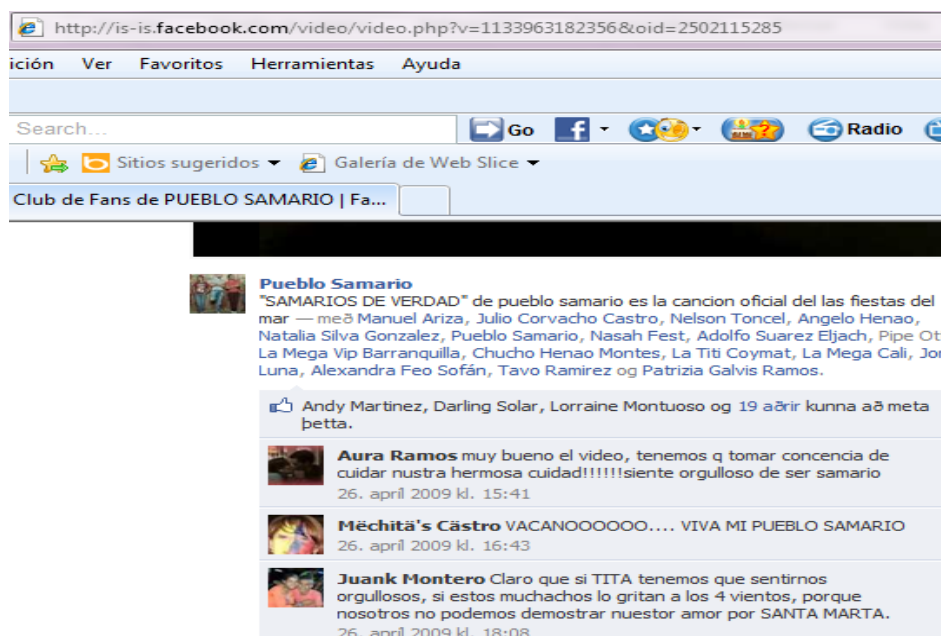 http://is-is.facebook.com/video/video.php?v=1133963182356&oid=2502115285
ición Ver Favoritos Herramientas Ayuda
Search... Go Radio
Sitios sugeridos Galería de Web Slice
Club de Fans de PUEBLO SAMARIO | Fa...
Pueblo Samario
"SAMARIOS DE VERDAD" de pueblo samario es la cancion oficial del las fiestas del
mar — með Manuel Ariza, Julio Corvacho Castro, Nelson Toncel, Angelo Henao,
Natalia Silva Gonzalez, Pueblo Samario, Nasah Fest, Adolfo Suarez Eljach, Pipe Ot
La Mega Vip Barranquilla, Chucho Henao Montes, La Titi Coymat, La Mega Cali, Jor
Luna, Alexandra Feo Sofán, Tavo Ramirez og Patrizia Galvis Ramos.
Andy Martinez, Darling Solar, Lorraine Montuoso og 19 aðrir kunna að meta
þetta.
Aura Ramos muy bueno el video, tenemos q tomar concencia de
cuidar nustra hermosa cuidad!!!!!!siente orgulloso de ser samario
26. apríl 2009 kl. 15:41
Mëchitä's Cästro VACANOOOOOO.... VIVA MI PUEBLO SAMARIO
26. apríl 2009 kl. 16:43
Juank Montero Claro que si TITA tenemos que sentirnos
orgullosos, si estos muchachos lo gritan a los 4 vientos, porque
nosotros no podemos demostrar nuestor amor por SANTA MARTA.
26. apríl 2009 kl. 18:08